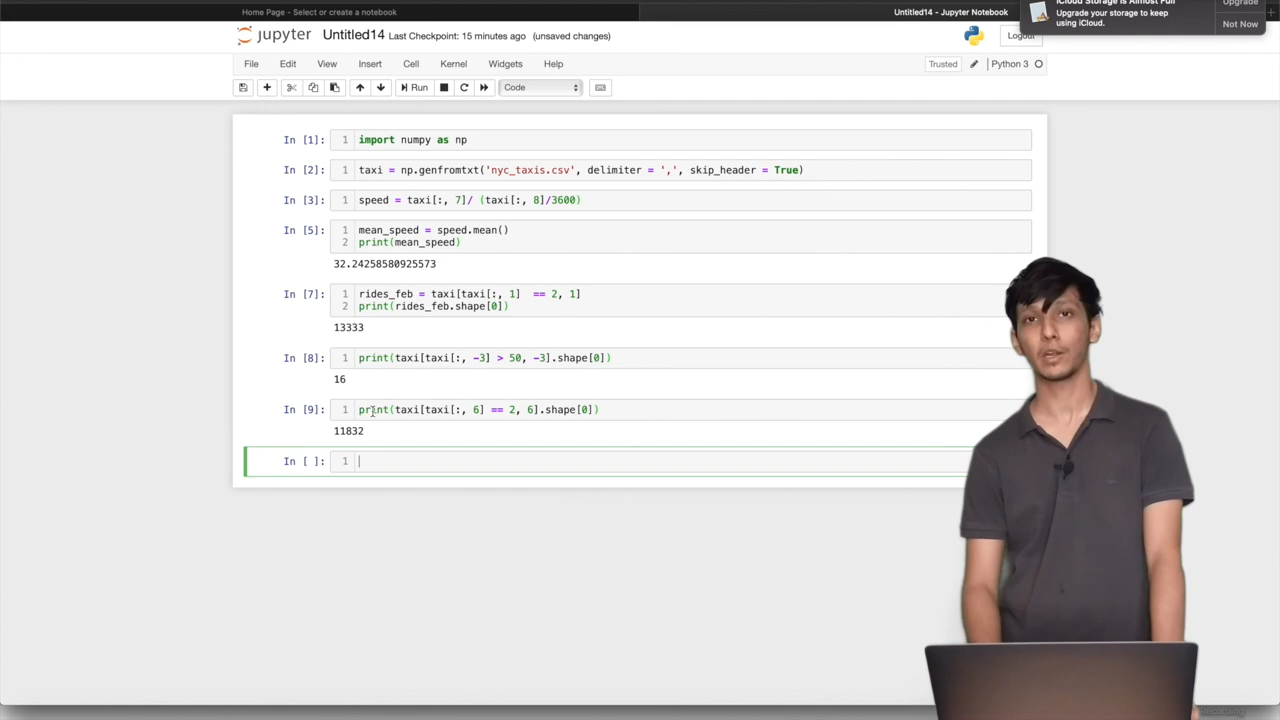 Home Page - Select or create a notebook
Untitled14 - Jupyter Notebook
iCloud Storage is Almost Full
Upgrade your storage to keep
using iCloud.
Upgrade
Not Now
jupyter Untitled14 Last Checkpoint: 15 minutes ago (unsaved changes)
Logout
File Edit View Insert Cell Kernel Widgets Help
Trusted Python 3
Run Code
In [1]: 1 import numpy as np
In [2]: 1 taxi = np.genfromtxt('nyc_taxis.csv', delimiter = ',', skip_header = True)
In [3]: 1 speed = taxi[:, 7]/ (taxi[:, 8]/3600)
In [5]: 1 mean_speed = speed.mean()
2 print(mean_speed)
32.24258580925573
In [7]: 1 rides_feb = taxi[taxi[:, 1] == 2, 1]
2 print(rides_feb.shape[0])
13333
In [8]: 1 print(taxi[taxi[:, -3] > 50, -3].shape[0])
16
In [9]: 1 print(taxi[taxi[:, 6] == 2, 6].shape[0])
11832
In [ ]: 1